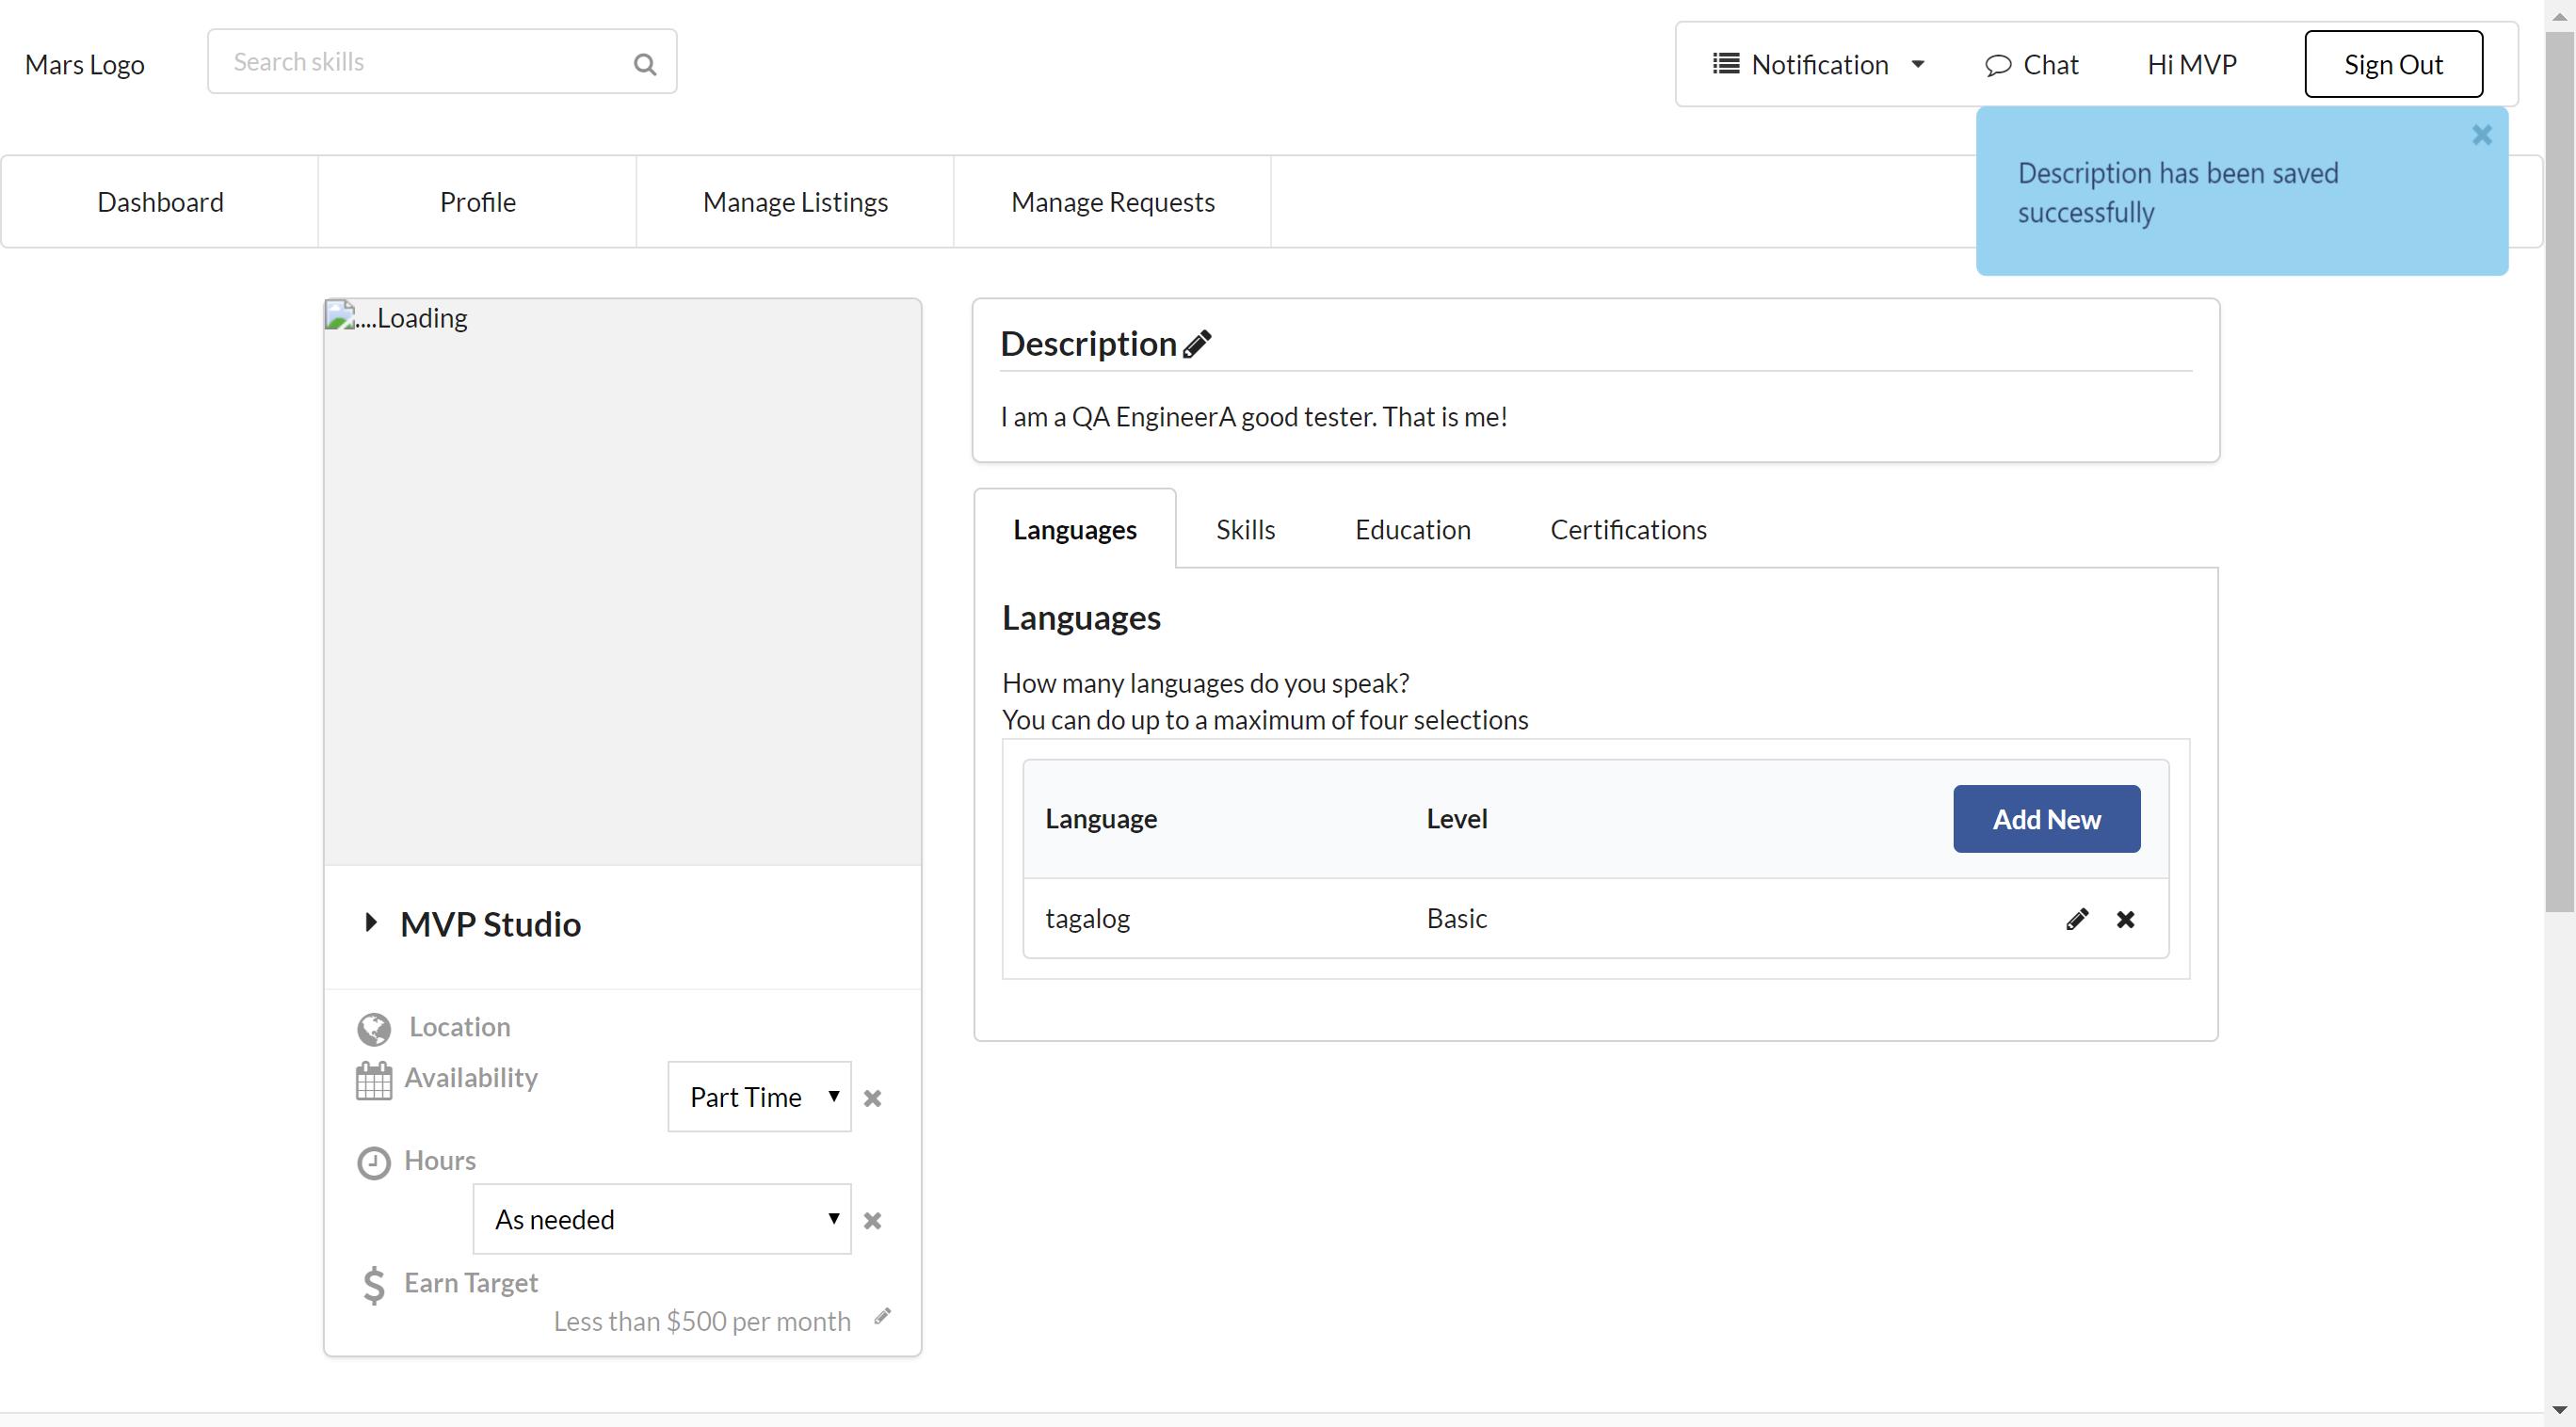 Mars Logo
Search skills
Notification
Chat
Hi MVP
Sign Out
Description has been saved
successfully
Dashboard
Profile
Manage Listings
Manage Requests
....Loading
MVP Studio
Location
Availability
Part Time
Hours
As needed
Earn Target
Less than $500 per month
Description
I am a QA EngineerA good tester. That is me!
Languages
Skills
Education
Certifications
Languages
How many languages do you speak?
You can do up to a maximum of four selections
Language
Level
Add New
tagalog
Basic